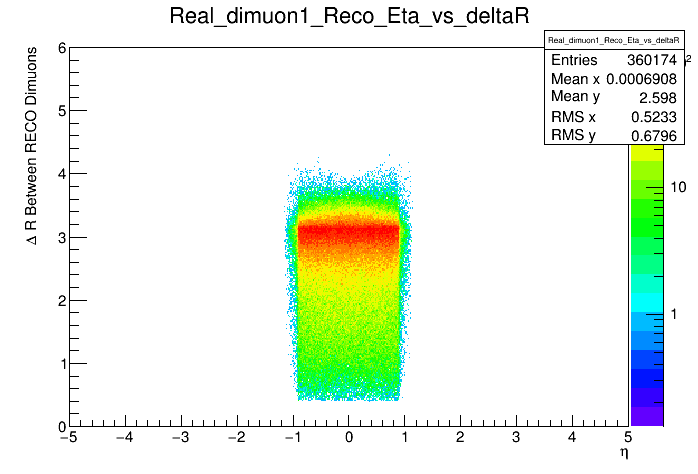 Real_dimuon1_Reco_Eta_vs_deltaR
Real_dimuon1_Reco_Eta_vs_deltaR
Entries 360174
Mean x 0.0006908
Mean y 2.598
RMS x 0.5233
RMS y 0.6796
2
10
1
Δ R Between RECO Dimuons
6
5
4
3
2
1
0
−5 −4 −3 −2 −1 0 1 2 3 4 5
η